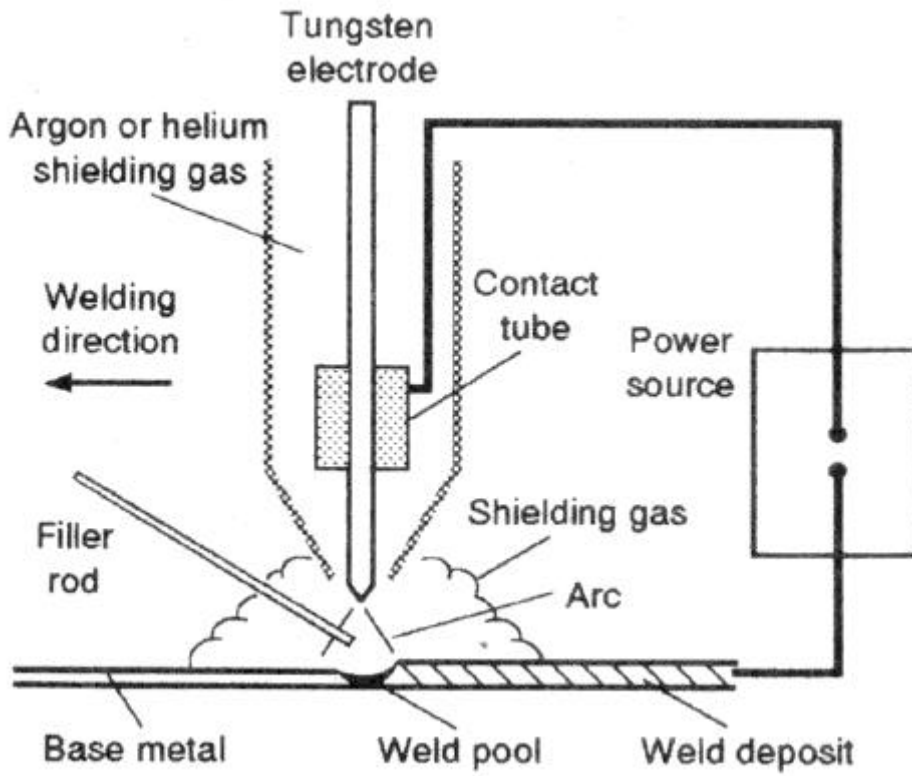 Tungsten
electrode
Argon or helium
shielding gas
Welding
direction
Contact
tube
Power
source
Filler
rod
Shielding gas
Arc
Base metal
Weld pool
Weld deposit